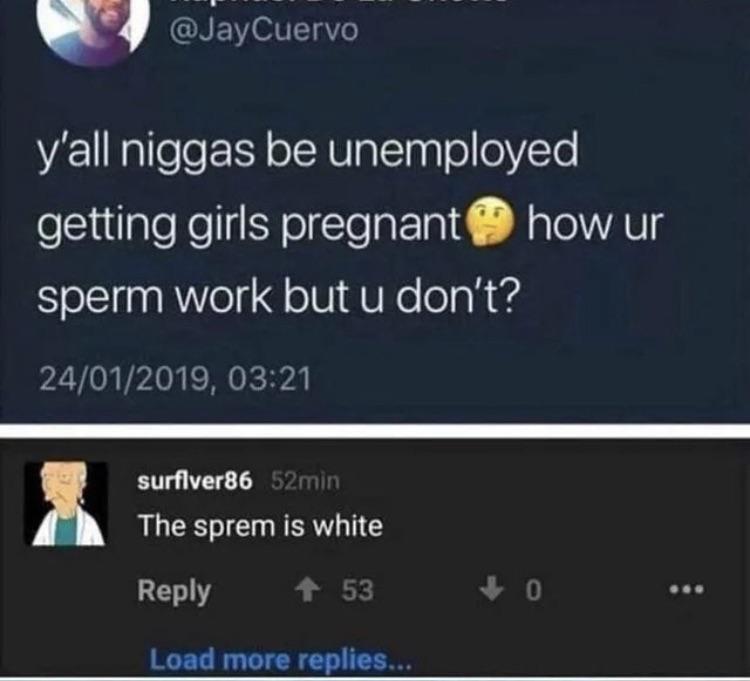 @JayCuervo
y'all niggas be unemployed
getting girls pregnant🤔 how ur
sperm work but u don't?
24/01/2019, 03:21
surflver86 52min
The sprem is white
Reply 53 0 •••
Load more replies...